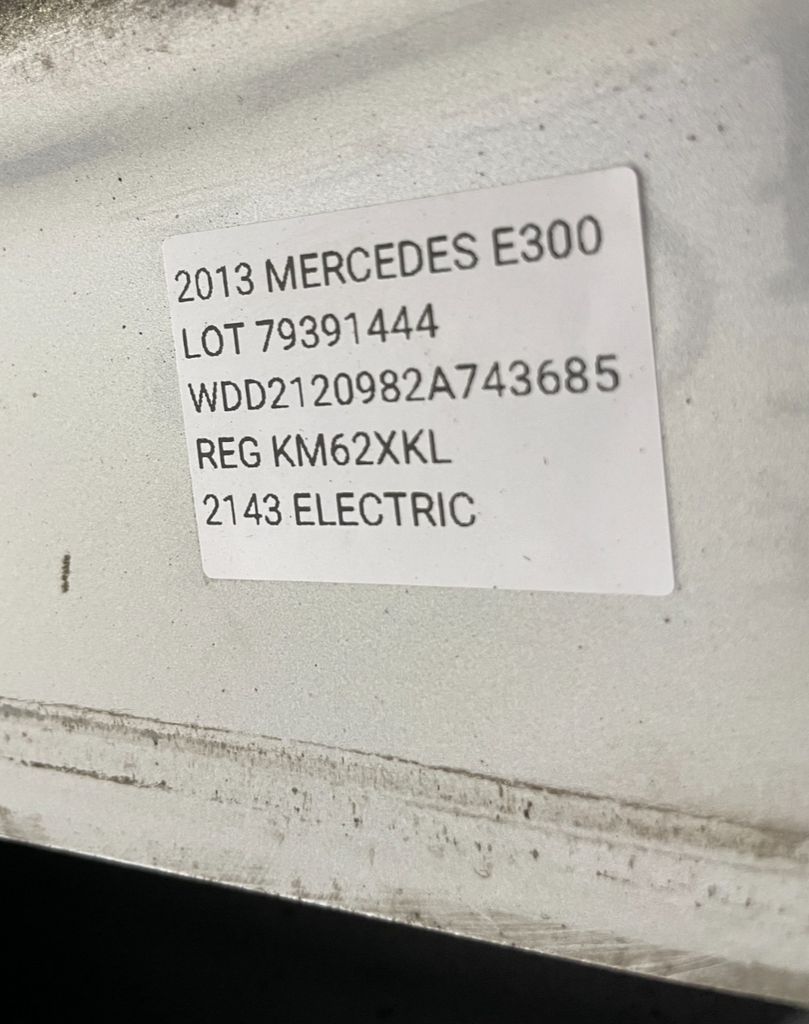 2013 MERCEDES E300
LOT 79391444
WDD2120982A743685
REG KM62XKL
2143 ELECTRIC